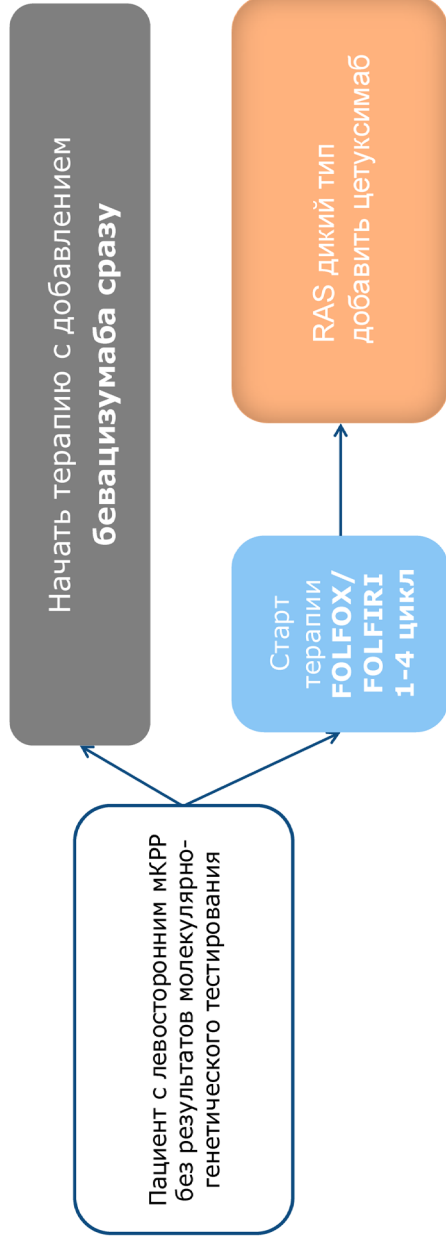 Пациент с левосторонним мКРР
без результатов молекулярно-
генетического тестирования
Начать терапию с добавлением
бевацизумаба сразу
Старт
терапии
FOLFOX/
FOLFIRI
1-4 цикл
RAS дикий тип
добавить цетуксимаб